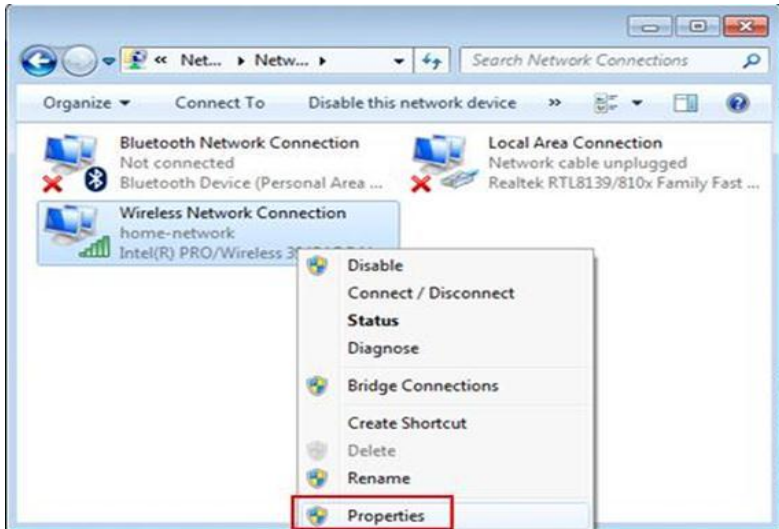 « Net... ▸ Netw... ▸
Search Network Connections
Organize ▾ Connect To Disable this network device »
Bluetooth Network Connection
Not connected
Bluetooth Device (Personal Area ...
Local Area Connection
Network cable unplugged
Realtek RTL8139/810x Family Fast ...
Wireless Network Connection
home-network
Intel(R) PRO/Wireless
Disable
Connect / Disconnect
Status
Diagnose
Bridge Connections
Create Shortcut
Delete
Rename
Properties